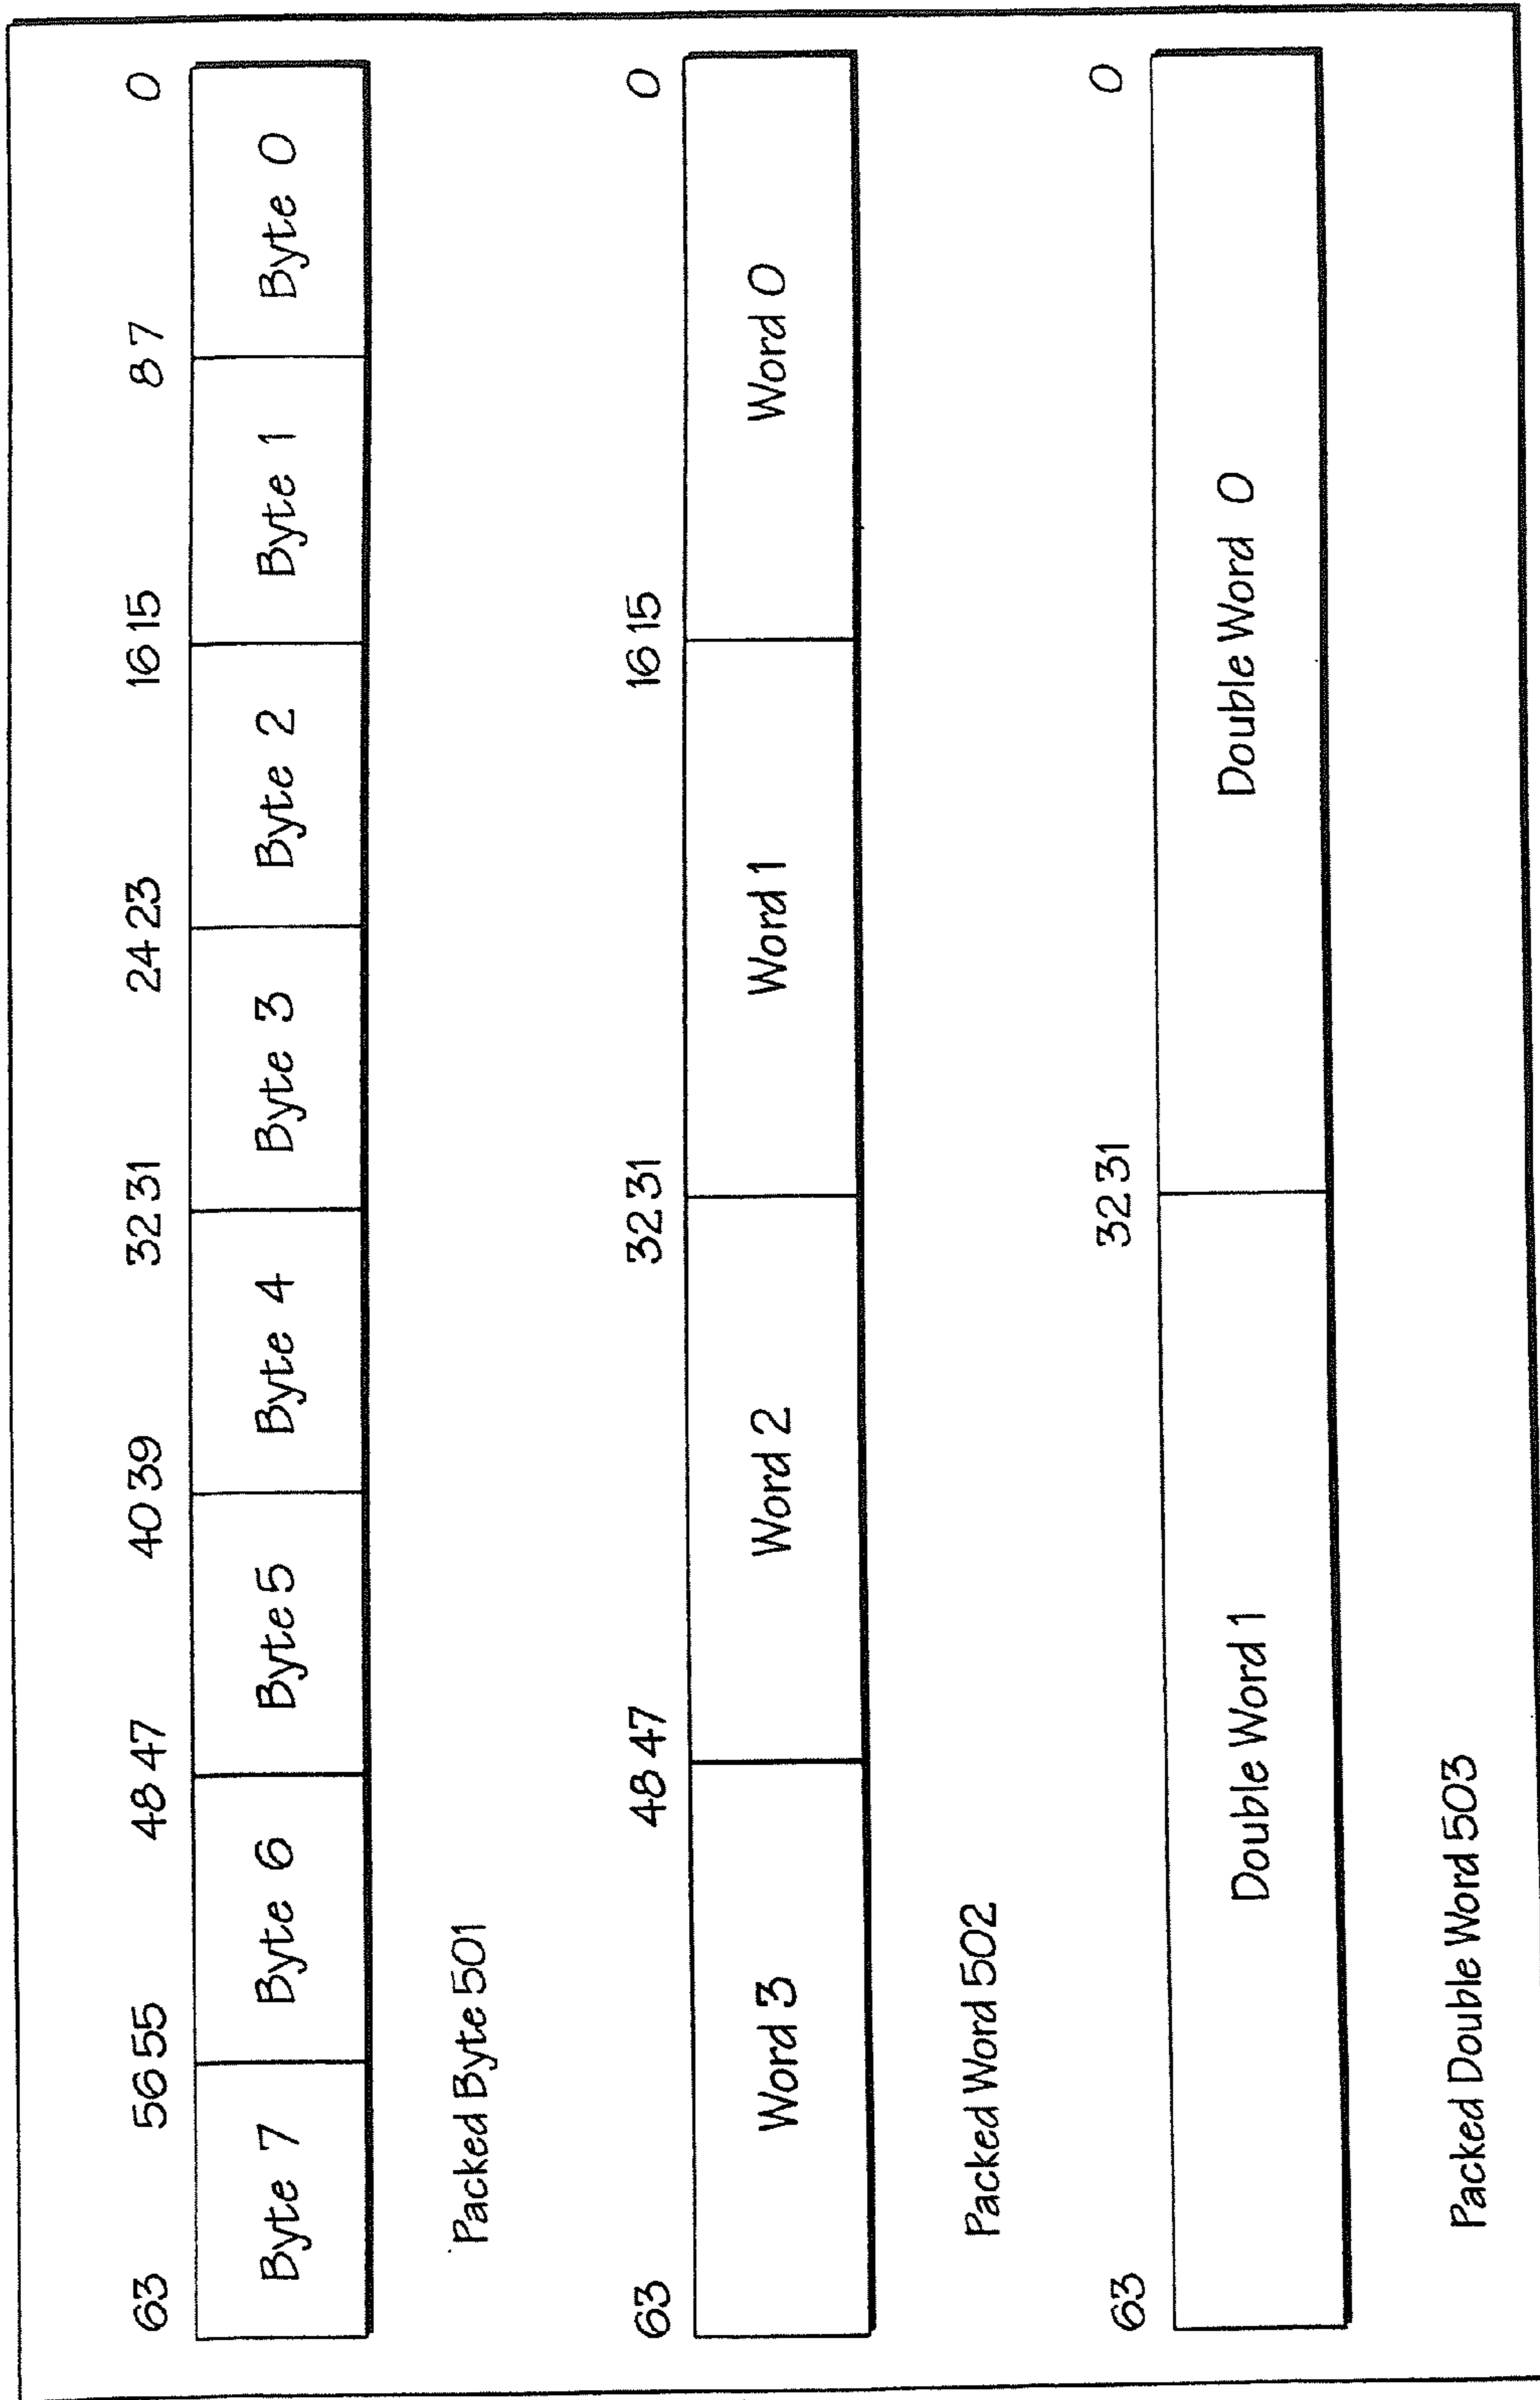 63 56 55 48 47 40 39 32 31 24 23 16 15 8 7 0
Byte 7 Byte 6 Byte 5 Byte 4 Byte 3 Byte 2 Byte 1 Byte 0
Packed Byte 501
63 48 47 32 31 16 15 0
Word 3 Word 2 Word 1 Word 0
Packed Word 502
63 32 31 0
Double Word 1 Double Word 0
Packed Double Word 503